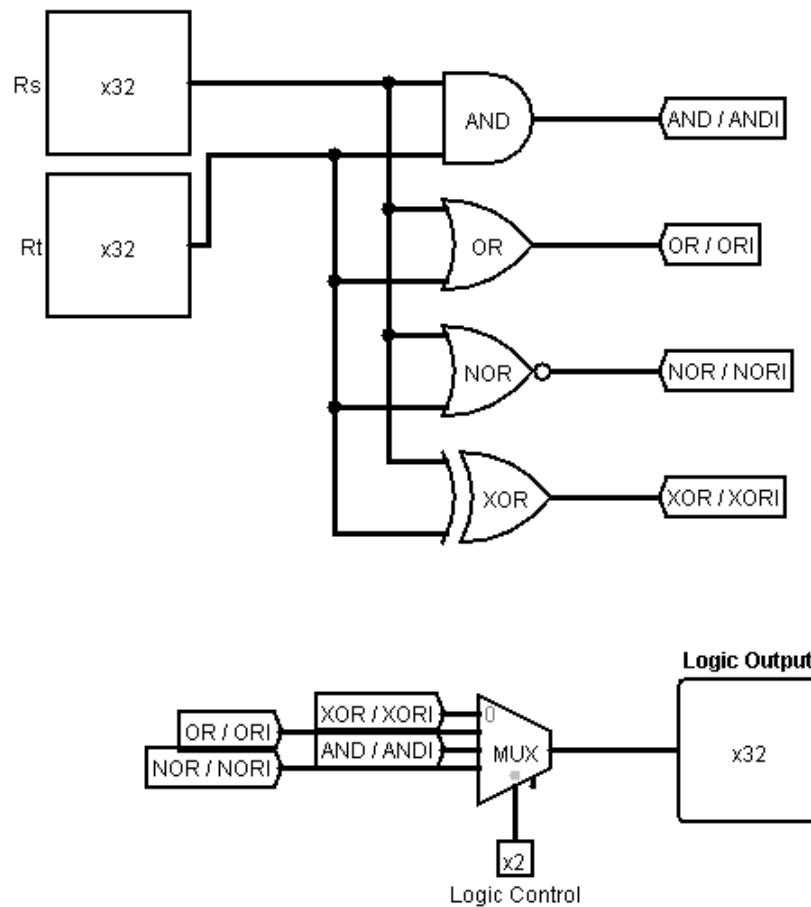 Rs
x32
AND
AND / ANDI
Rt
x32
OR
OR / ORI
NOR
NOR / NORI
XOR
XOR / XORI
Logic Output
XOR / XORI
0
OR / ORI
AND / ANDI
MUX
x32
NOR / NORI
x2
Logic Control